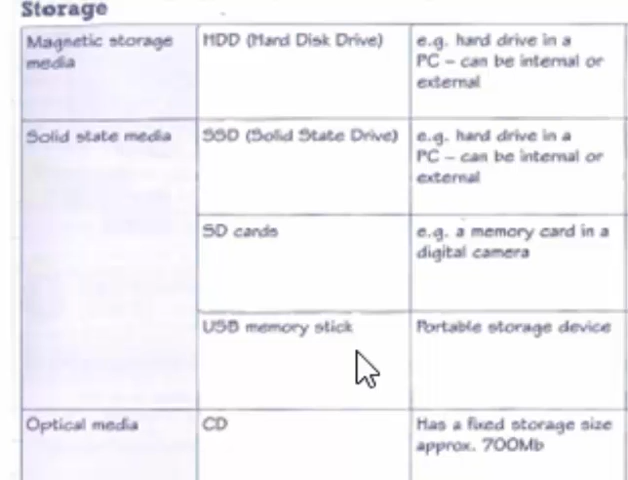 Storage
Magnetic storage
media
HDD (Hard Disk Drive)
e.g. hard drive in a
PC – can be internal or
external
Solid state media
SSD (Solid State Drive)
e.g. hard drive in a
PC – can be internal or
external
SD cards
e.g. a memory card in a
digital camera
USB memory stick
Portable storage device
Optical media
CD
Has a fixed storage size
approx. 700Mb